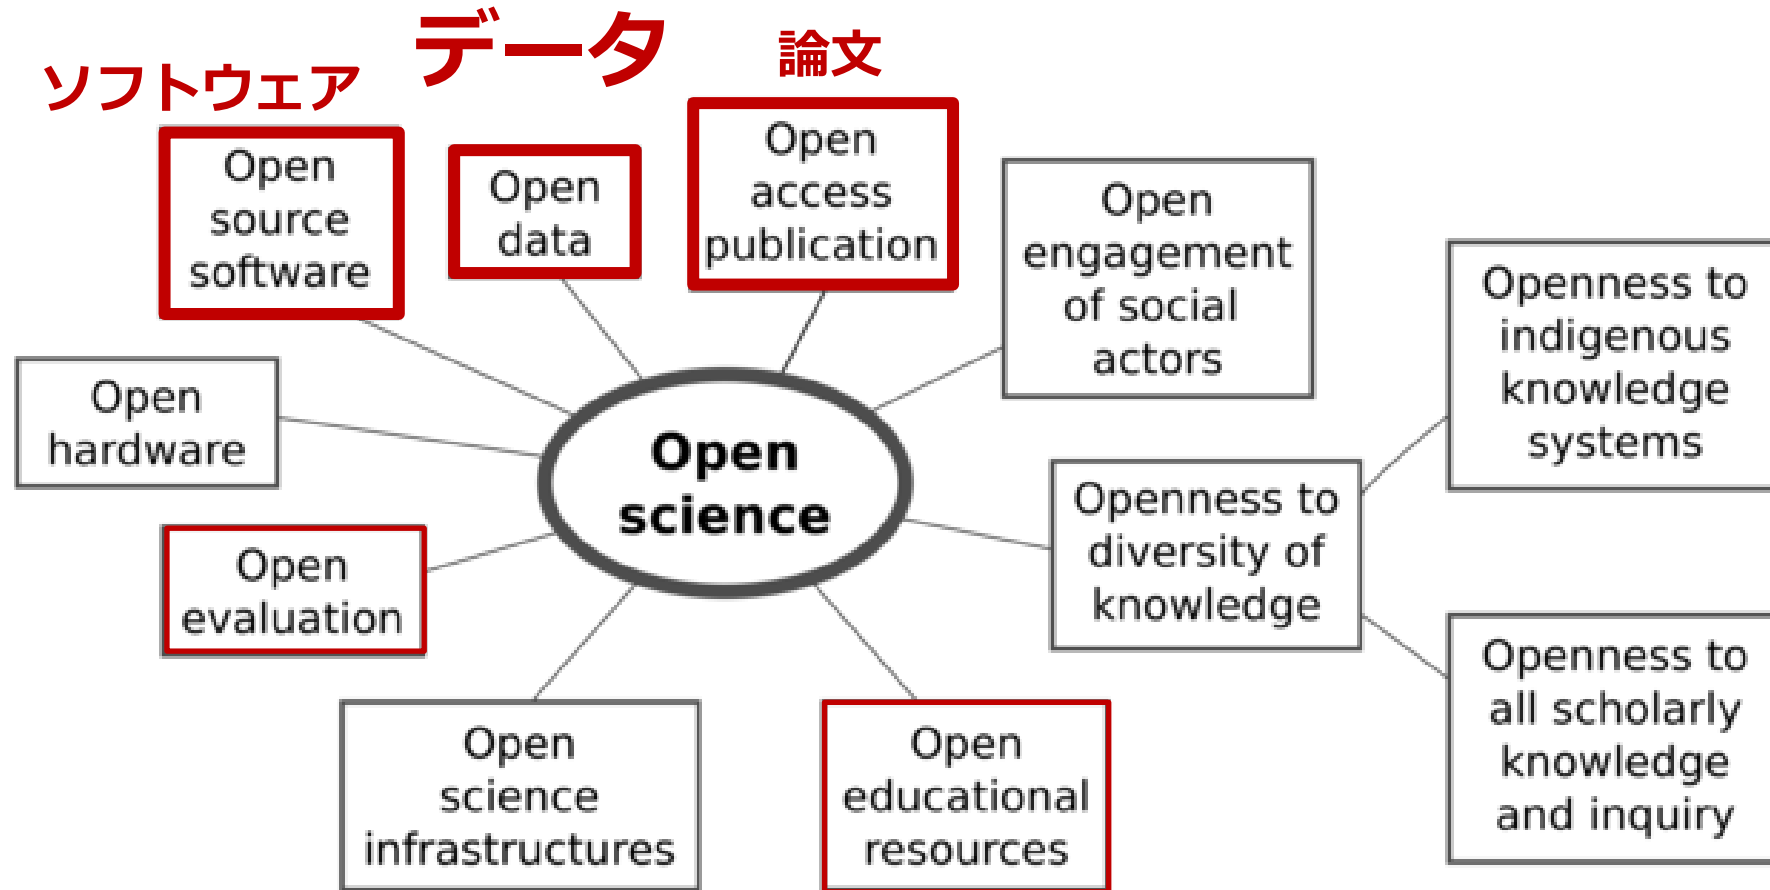 ソフトウェア
データ
論文
Open
source
software
Open
data
Open
access
publication
Open
engagement
of social
actors
Openness to
indigenous
knowledge
systems
Open
hardware
Open
science
Openness to
diversity of
knowledge
Open
evaluation
Openness to
all scholarly
knowledge
and inquiry
Open
science
infrastructures
Open
educational
resources